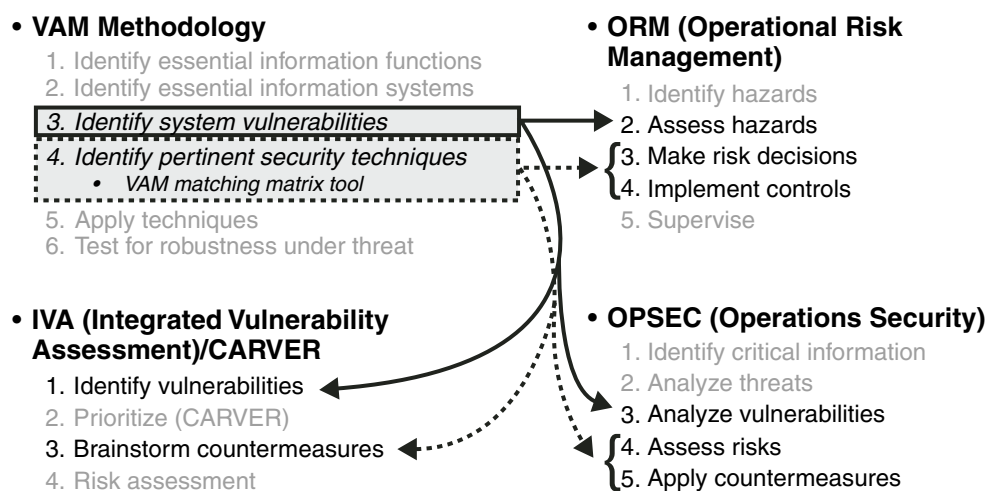 • VAM Methodology
1. Identify essential information functions
2. Identify essential information systems
3. Identify system vulnerabilities
4. Identify pertinent security techniques
• VAM matching matrix tool
5. Apply techniques
6. Test for robustness under threat
• ORM (Operational Risk
Management)
1. Identify hazards
2. Assess hazards
3. Make risk decisions
4. Implement controls
5. Supervise
• IVA (Integrated Vulnerability
Assessment)/CARVER
1. Identify vulnerabilities
2. Prioritize (CARVER)
3. Brainstorm countermeasures
4. Risk assessment
• OPSEC (Operations Security)
1. Identify critical information
2. Analyze threats
3. Analyze vulnerabilities
4. Assess risks
5. Apply countermeasures